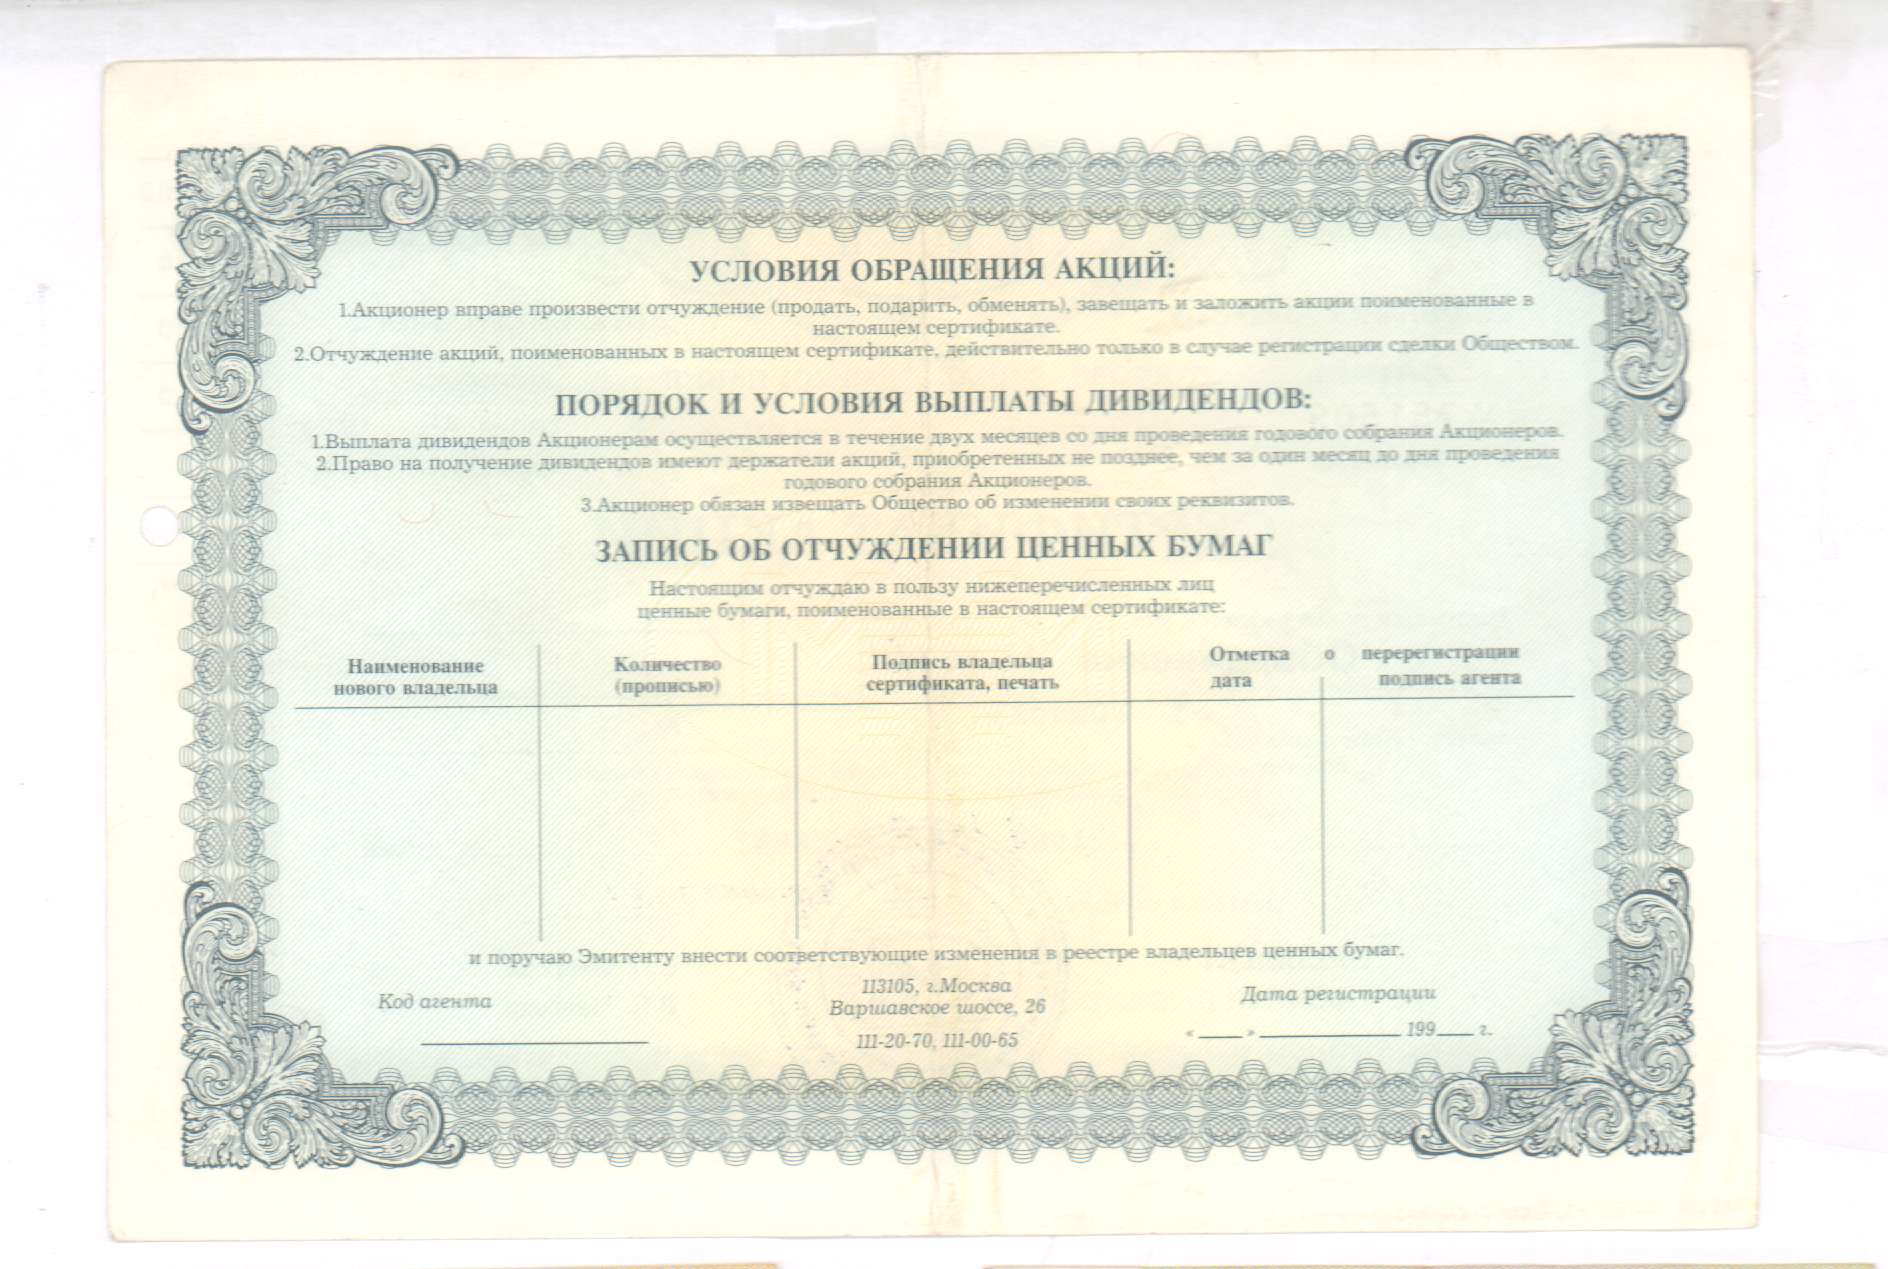 УСЛОВИЯ ОБРАЩЕНИЯ АКЦИЙ:
1.Акционер вправе произвести отчуждение (продать, подарить, обменять), завещать и заложить акции поименованные в
настоящем сертификате.
2.Отчуждение акций, поименованных в настоящем сертификате, действительно только в случае регистрации сделки Обществом.
ПОРЯДОК И УСЛОВИЯ ВЫПЛАТЫ ДИВИДЕНДОВ:
1.Выплата дивидендов Акционерам осуществляется в течение двух месяцев со дня проведения годового собрания Акционеров.
2.Право на получение дивидендов имеют держатели акций, приобретенных не позднее, чем за один месяц до дня проведения
годового собрания Акционеров.
3.Акционер обязан извещать Общество об изменении своих реквизитов.
ЗАПИСЬ ОБ ОТЧУЖДЕНИИ ЦЕННЫХ БУМАГ
Настоящим отчуждаю в пользу нижеперечисленных лиц
ценные бумаги, поименованные в настоящем сертификате:
Наименование
нового владельца
Количество
(прописью)
Подпись владельца
сертификата, печать
Отметка о перерегистрации
дата подпись агента
и поручаю Эмитенту внести соответствующие изменения в реестре владельцев ценных бумаг.
Код агента
113105, г.Москва
Варшавское шоссе, 26
111-20-70, 111-00-65
Дата регистрации
« ____ » ______________ 199____ г.